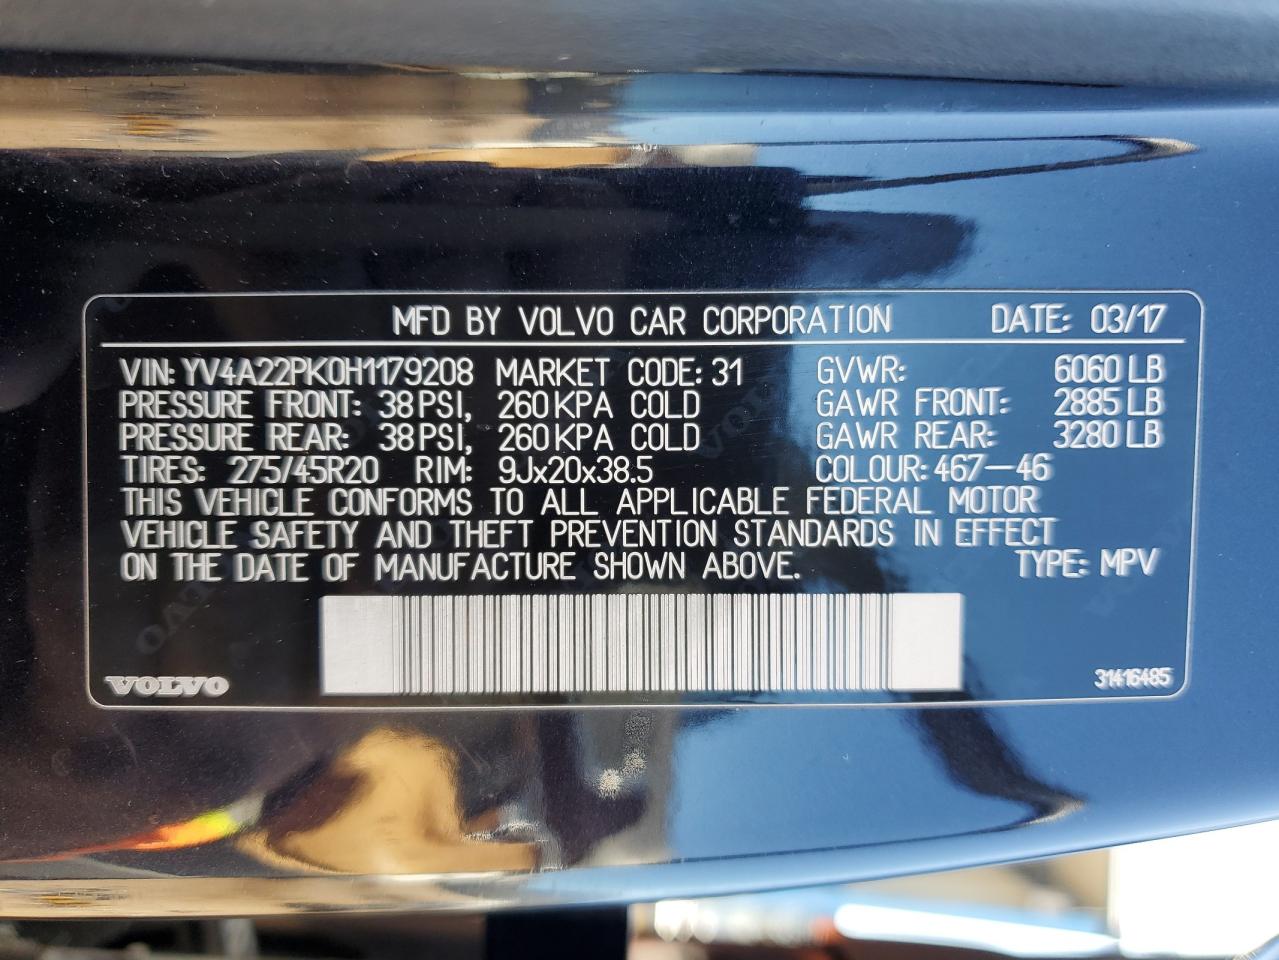 MFD BY VOLVO CAR CORPORATION DATE: 03/17
VIN: YV4A22PK0H1179208 MARKET CODE: 31 GVWR: 6060 LB
PRESSURE FRONT: 38 PSI, 260 KPA COLD GAWR FRONT: 2885 LB
PRESSURE REAR: 38 PSI, 260 KPA COLD GAWR REAR: 3280 LB
TIRES: 275/45R20 RIM: 9Jx20x38.5 COLOUR: 467-46
THIS VEHICLE CONFORMS TO ALL APPLICABLE FEDERAL MOTOR
VEHICLE SAFETY AND THEFT PREVENTION STANDARDS IN EFFECT
ON THE DATE OF MANUFACTURE SHOWN ABOVE. TYPE: MPV
VOLVO 31416485